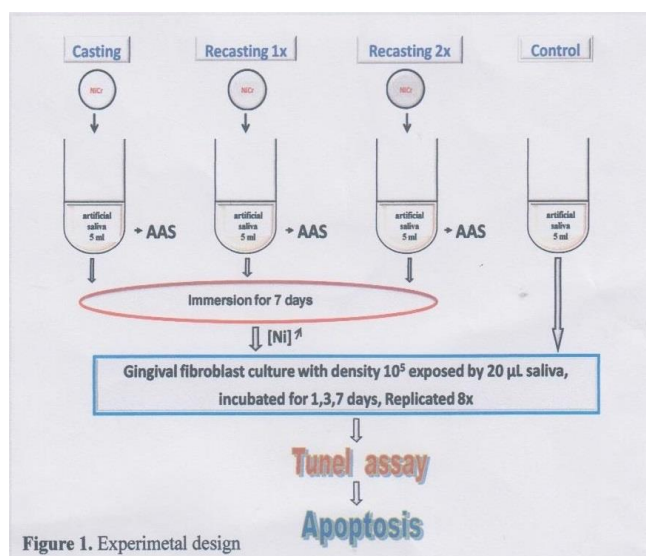 Casting Recasting 1x Recasting 2x Control
NiCr NiCr NiCr
artificial saliva 5 ml artificial saliva 5 ml artificial saliva 5 ml artificial saliva 5 ml
AAS AAS AAS
Immersion for 7 days
[Ni]
Gingival fibroblast culture with density 10⁵ exposed by 20 µL saliva,
incubated for 1,3,7 days, Replicated 8x
Tunel assay
Apoptosis
Figure 1. Experimetal design